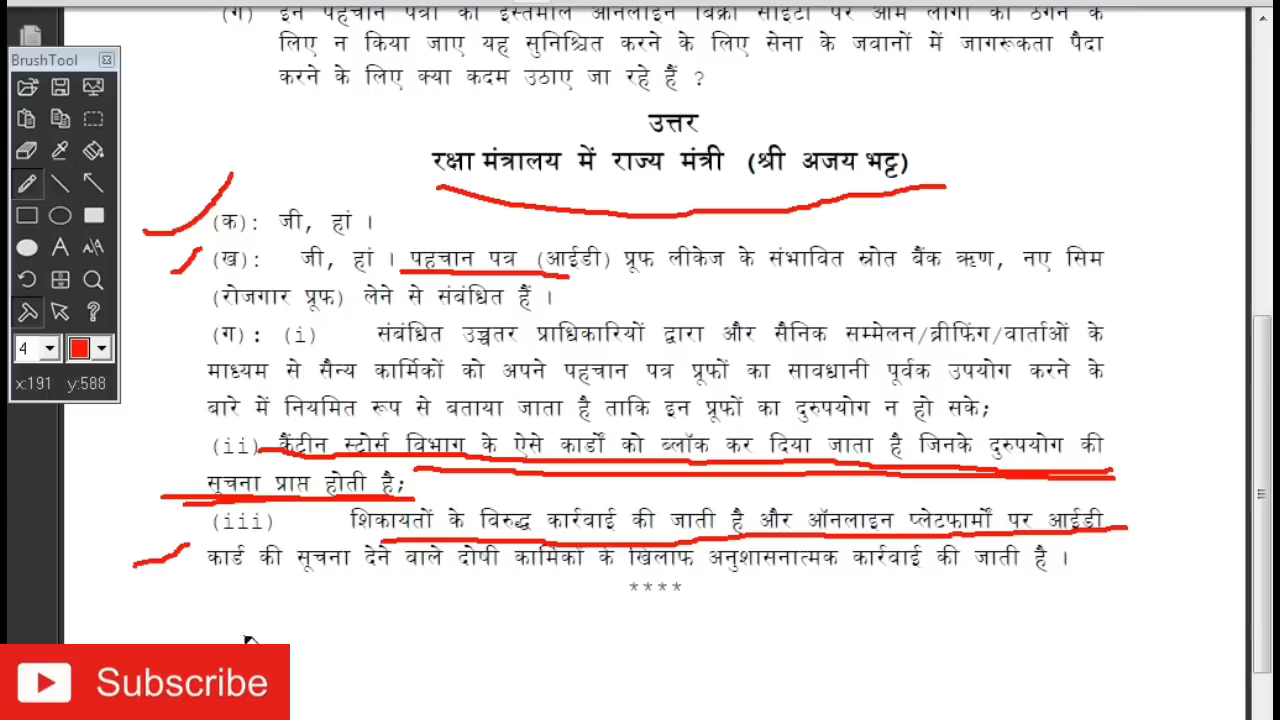 (ग) इन पहचान पत्रों का इस्तेमाल ऑनलाइन बिक्री साइटों पर आम लोगों को ठगने के
लिए न किया जाए यह सुनिश्चित करने के लिए सेना के जवानों में जागरूकता पैदा
करने के लिए क्या कदम उठाए जा रहे हैं ?
BrushTool
उत्तर
रक्षा मंत्रालय में राज्य मंत्री (श्री अजय भट्ट)
(क): जी, हां ।
(ख): जी, हां । पहचान पत्र (आईडी) प्रूफ लीकेज के संभावित स्रोत बैंक ऋण, नए सिम
(रोजगार प्रूफ) लेने से संबंधित हैं ।
(ग): (i) संबंधित उच्चतर प्राधिकारियों द्वारा और सैनिक सम्मेलन/ब्रीफिंग/वार्ताओं के
माध्यम से सैन्य कार्मिकों को अपने पहचान पत्र प्रूफों का सावधानी पूर्वक उपयोग करने के
बारे में नियमित रूप से बताया जाता है ताकि इन प्रूफों का दुरुपयोग न हो सके;
4
x:191 y:588
(ii) कैंटीन स्टोर्स विभाग के ऐसे कार्डों को ब्लॉक कर दिया जाता है जिनके दुरुपयोग की
सूचना प्राप्त होती है;
(iii) शिकायतों के विरुद्ध कार्रवाई की जाती है और ऑनलाइन प्लेटफार्मों पर आईडी
कार्ड की सूचना देने वाले दोषी कार्मिकों के खिलाफ अनुशासनात्मक कार्रवाई की जाती है ।
****
Subscribe